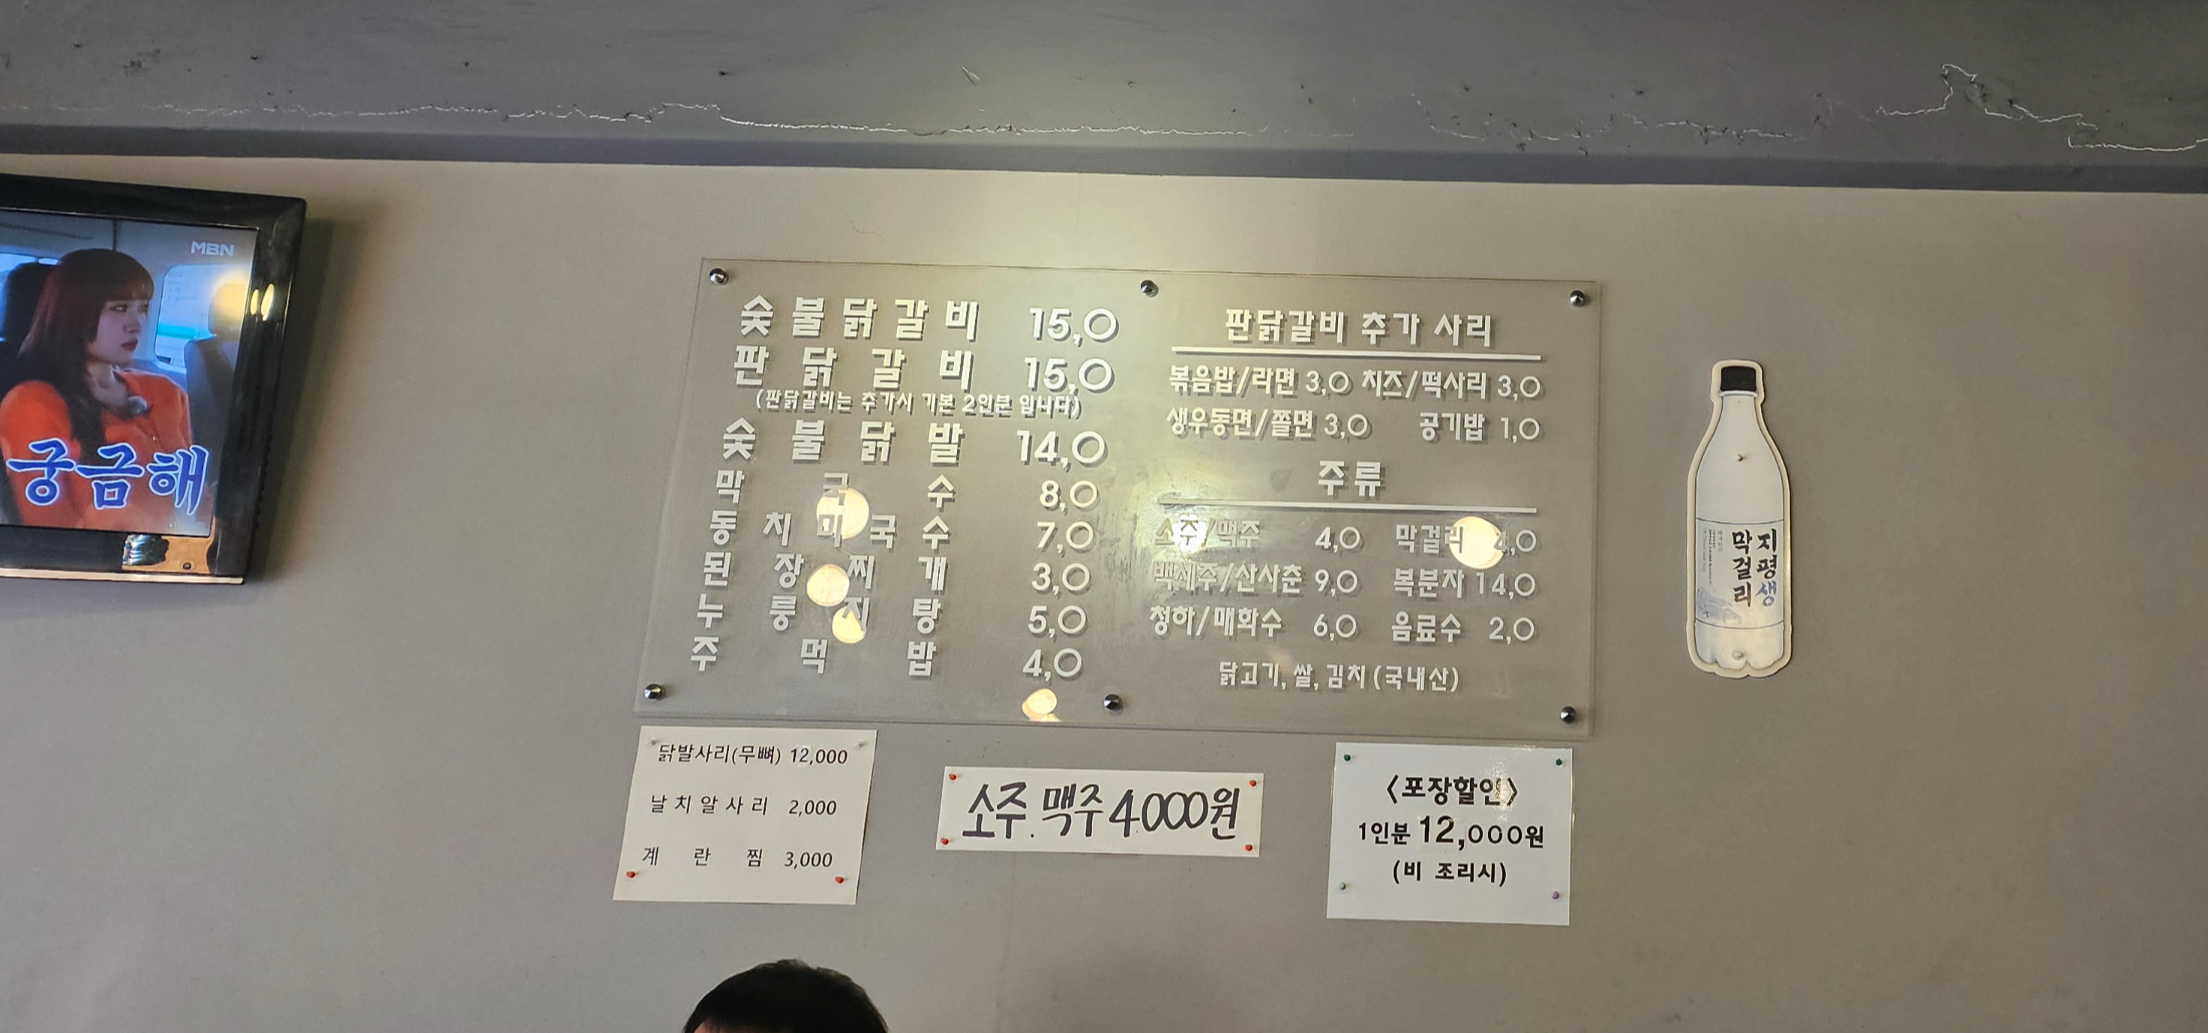 MBN
궁금해
숯불닭갈비 15,0
판닭갈비 15,0
(판닭갈비는 추가시 기본 2인분 입니다)
숯불닭발 14,0
막국수 8,0
동치미국수 7,0
된장찌개 3,0
누룽지탕 5,0
주먹밥 4,0
판닭갈비 추가 사리
볶음밥/라면 3,0 치즈/떡사리 3,0
생우동면/쫄면 3,0 공기밥 1,0
주류
소주/맥주 4,0 막걸리 4,0
백세주/산사춘 9,0 복분자 14,0
청하/매화수 6,0 음료수 2,0
닭고기, 쌀, 김치 (국내산)
지평생
막걸리
닭발사리(무뼈) 12,000
날치알사리 2,000
계란찜 3,000
소주. 맥주 4000원
〈포장할인〉
1인분 12,000원
(비 조리시)